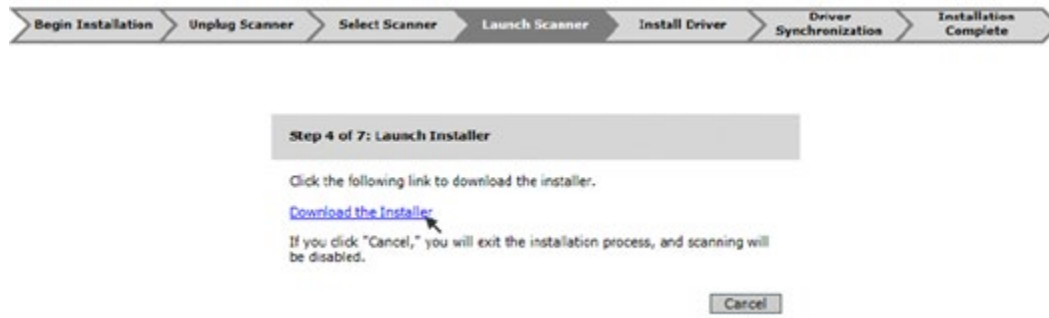 Begin Installation
Unplug Scanner
Select Scanner
Launch Scanner
Install Driver
Driver
Synchronization
Installation
Complete
Step 4 of 7: Launch Installer
Click the following link to download the installer.
Download the Installer
If you click "Cancel," you will exit the installation process, and scanning will
be disabled.
Cancel